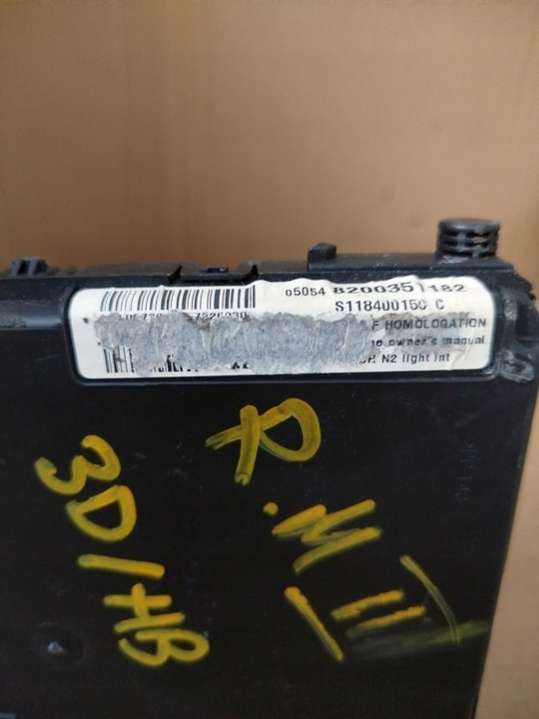 05054 8200351182
S118400150 C
HOMOLOGATION
owner's manual
N2 light int
R.M II
3D/HB